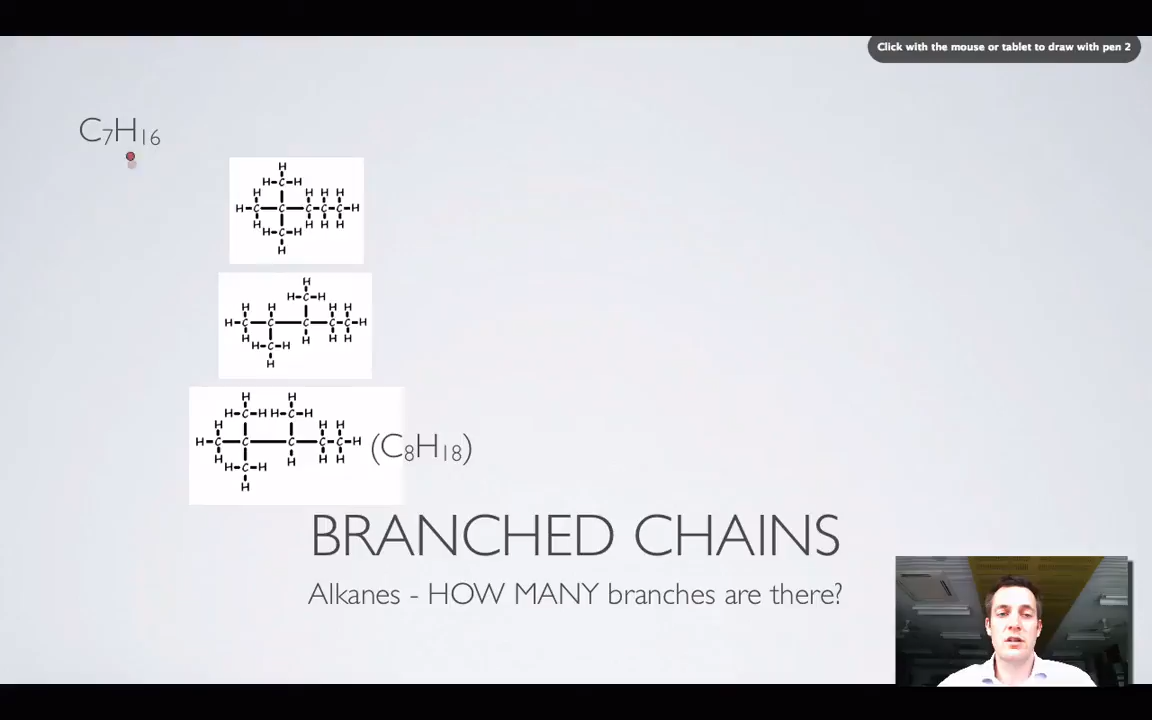 Click with the mouse or tablet to draw with pen 2
C₇H₁₆
H
H-C-H
H H H H
H-C-C-C-C-C-H
H H-C-H H H H
H
H
H-C-H
H H H H
H-C-C-C-C-C-H
H H-C-H H H H
H
H H
H-C-H H-C-H
H H H
H-C-C-C-C-C-H
H H-C-H H H H
H
(C₈H₁₈)
BRANCHED CHAINS
Alkanes - HOW MANY branches are there?